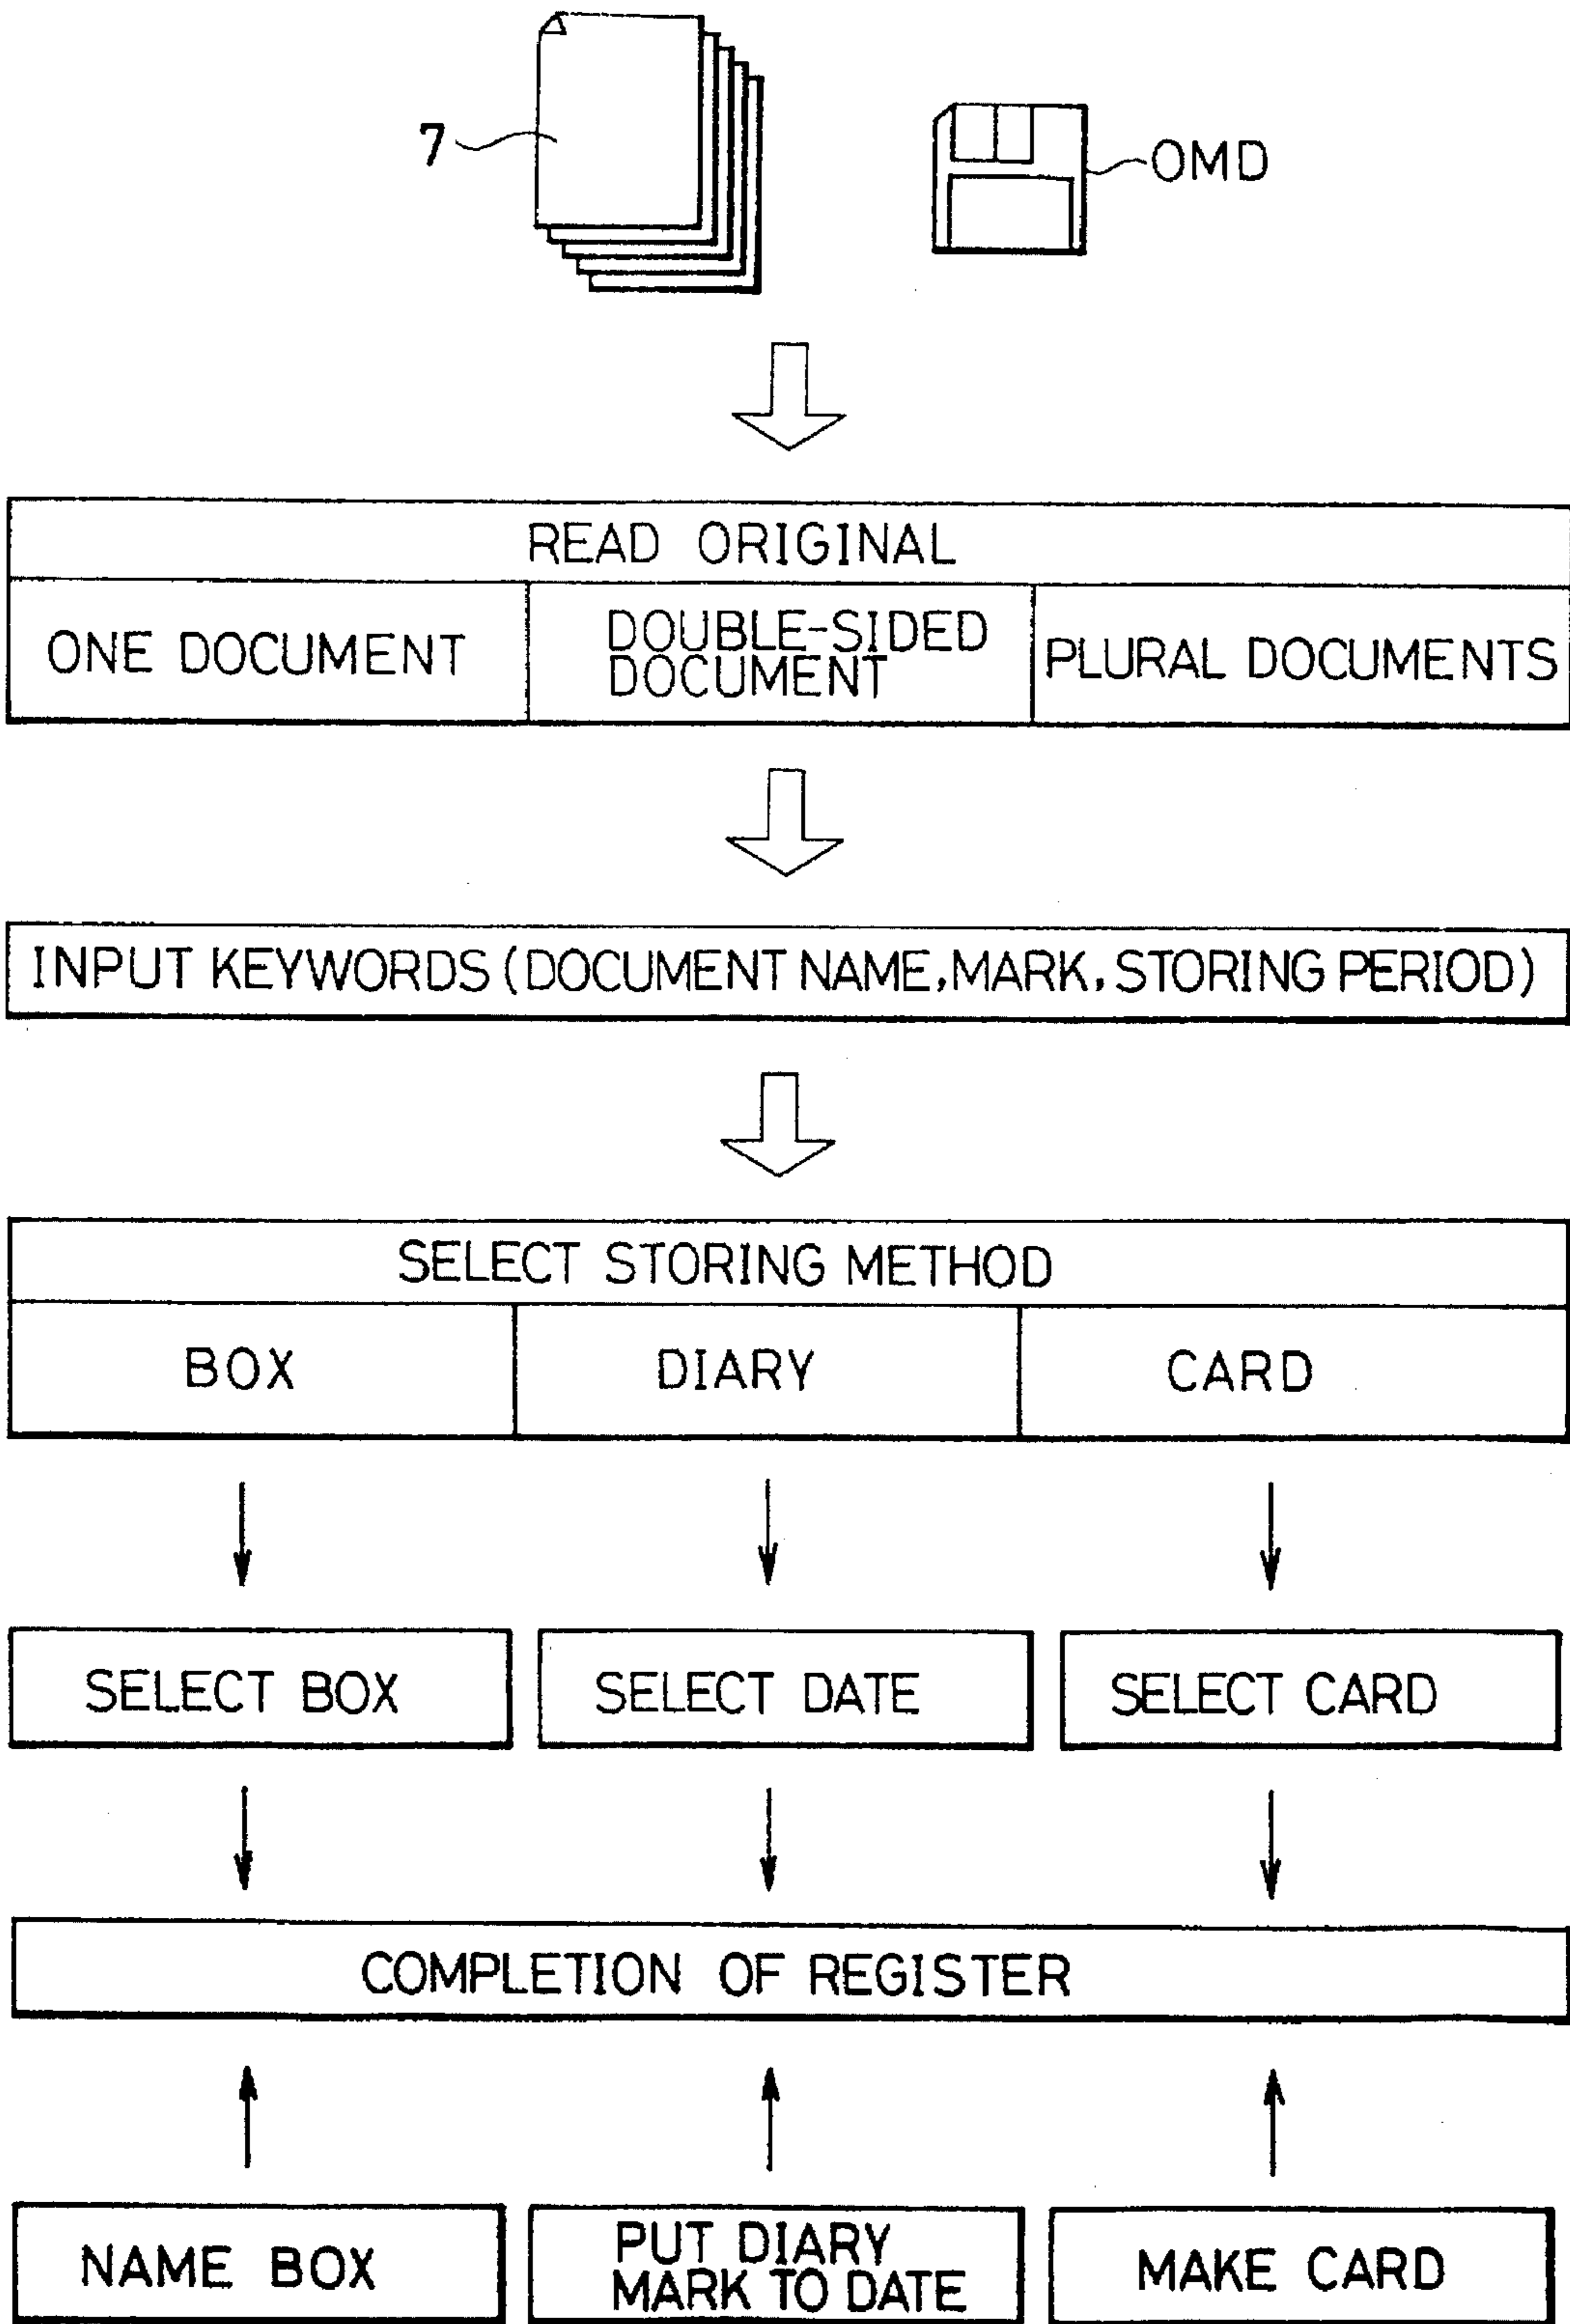 7
OMD
READ ORIGINAL
ONE DOCUMENT
DOUBLE-SIDED
DOCUMENT
PLURAL DOCUMENTS
INPUT KEYWORDS (DOCUMENT NAME, MARK, STORING PERIOD)
SELECT STORING METHOD
BOX
DIARY
CARD
SELECT BOX
SELECT DATE
SELECT CARD
COMPLETION OF REGISTER
NAME BOX
PUT DIARY
MARK TO DATE
MAKE CARD